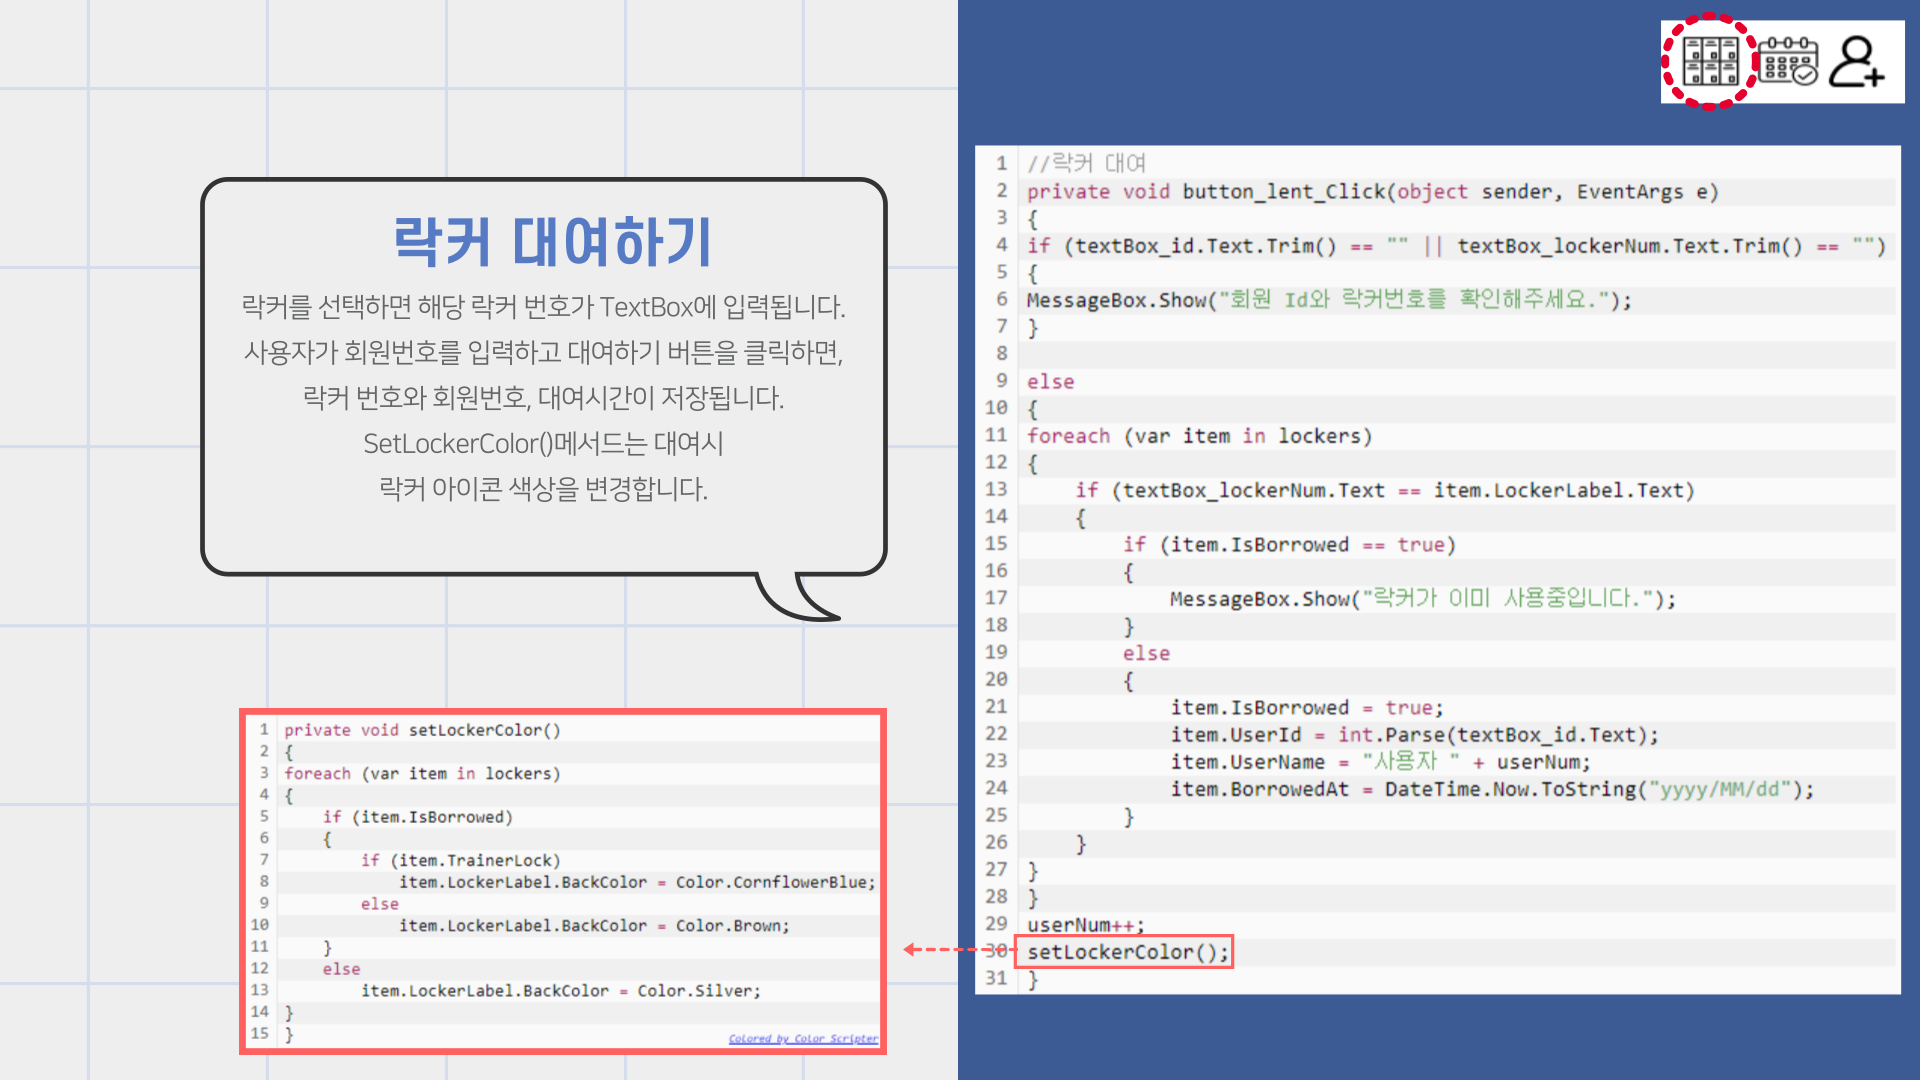 락커 대여하기
락커를 선택하면 해당 락커 번호가 TextBox에 입력됩니다.
사용자가 회원번호를 입력하고 대여하기 버튼을 클릭하면,
락커 번호와 회원번호, 대여시간이 저장됩니다.
SetLockerColor()메서드는 대여시
락커 아이콘 색상을 변경합니다.
1 private void setLockerColor()
2 {
3 foreach (var item in lockers)
4 {
5     if (item.IsBorrowed)
6     {
7         if (item.TrainerLock)
8             item.LockerLabel.BackColor = Color.CornflowerBlue;
9         else
10             item.LockerLabel.BackColor = Color.Brown;
11     }
12     else
13         item.LockerLabel.BackColor = Color.Silver;
14 }
15 }
Colored by Color Scripter
1 //락커 대여
2 private void button_lent_Click(object sender, EventArgs e)
3 {
4 if (textBox_id.Text.Trim() == "" || textBox_lockerNum.Text.Trim() == "")
5 {
6 MessageBox.Show("회원 Id와 락커번호를 확인해주세요.");
7 }
8
9 else
10 {
11 foreach (var item in lockers)
12 {
13     if (textBox_lockerNum.Text == item.LockerLabel.Text)
14     {
15         if (item.IsBorrowed == true)
16         {
17             MessageBox.Show("락커가 이미 사용중입니다.");
18         }
19         else
20         {
21             item.IsBorrowed = true;
22             item.UserId = int.Parse(textBox_id.Text);
23             item.UserName = "사용자 " + userNum;
24             item.BorrowedAt = DateTime.Now.ToString("yyyy/MM/dd");
25         }
26     }
27 }
28 }
29 userNum++;
30 setLockerColor();
31 }